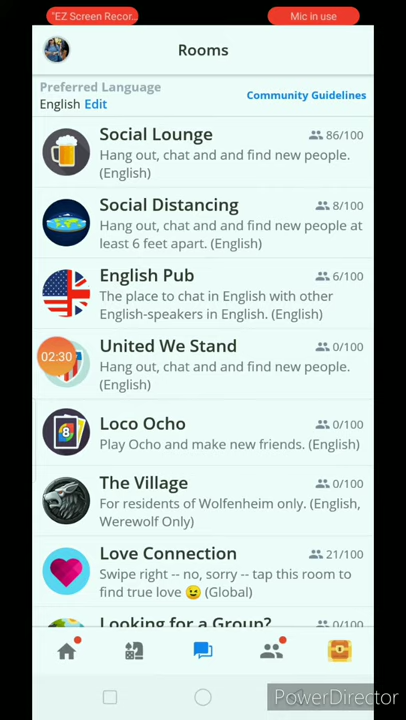 "EZ Screen Recor...
Mic in use
Rooms
Preferred Language
English Edit
Community Guidelines
Social Lounge
86/100
Hang out, chat and and find new people.
(English)
Social Distancing
8/100
Hang out, chat and and find new people at
least 6 feet apart. (English)
English Pub
6/100
The place to chat in English with other
English-speakers in English. (English)
02:30
United We Stand
0/100
Hang out, chat and and find new people.
(English)
8
Loco Ocho
0/100
Play Ocho and make new friends. (English)
The Village
0/100
For residents of Wolfenheim only. (English,
Werewolf Only)
Love Connection
21/100
Swipe right -- no, sorry -- tap this room to
find true love 😉 (Global)
Looking for a Group?
0/100
PowerDirector